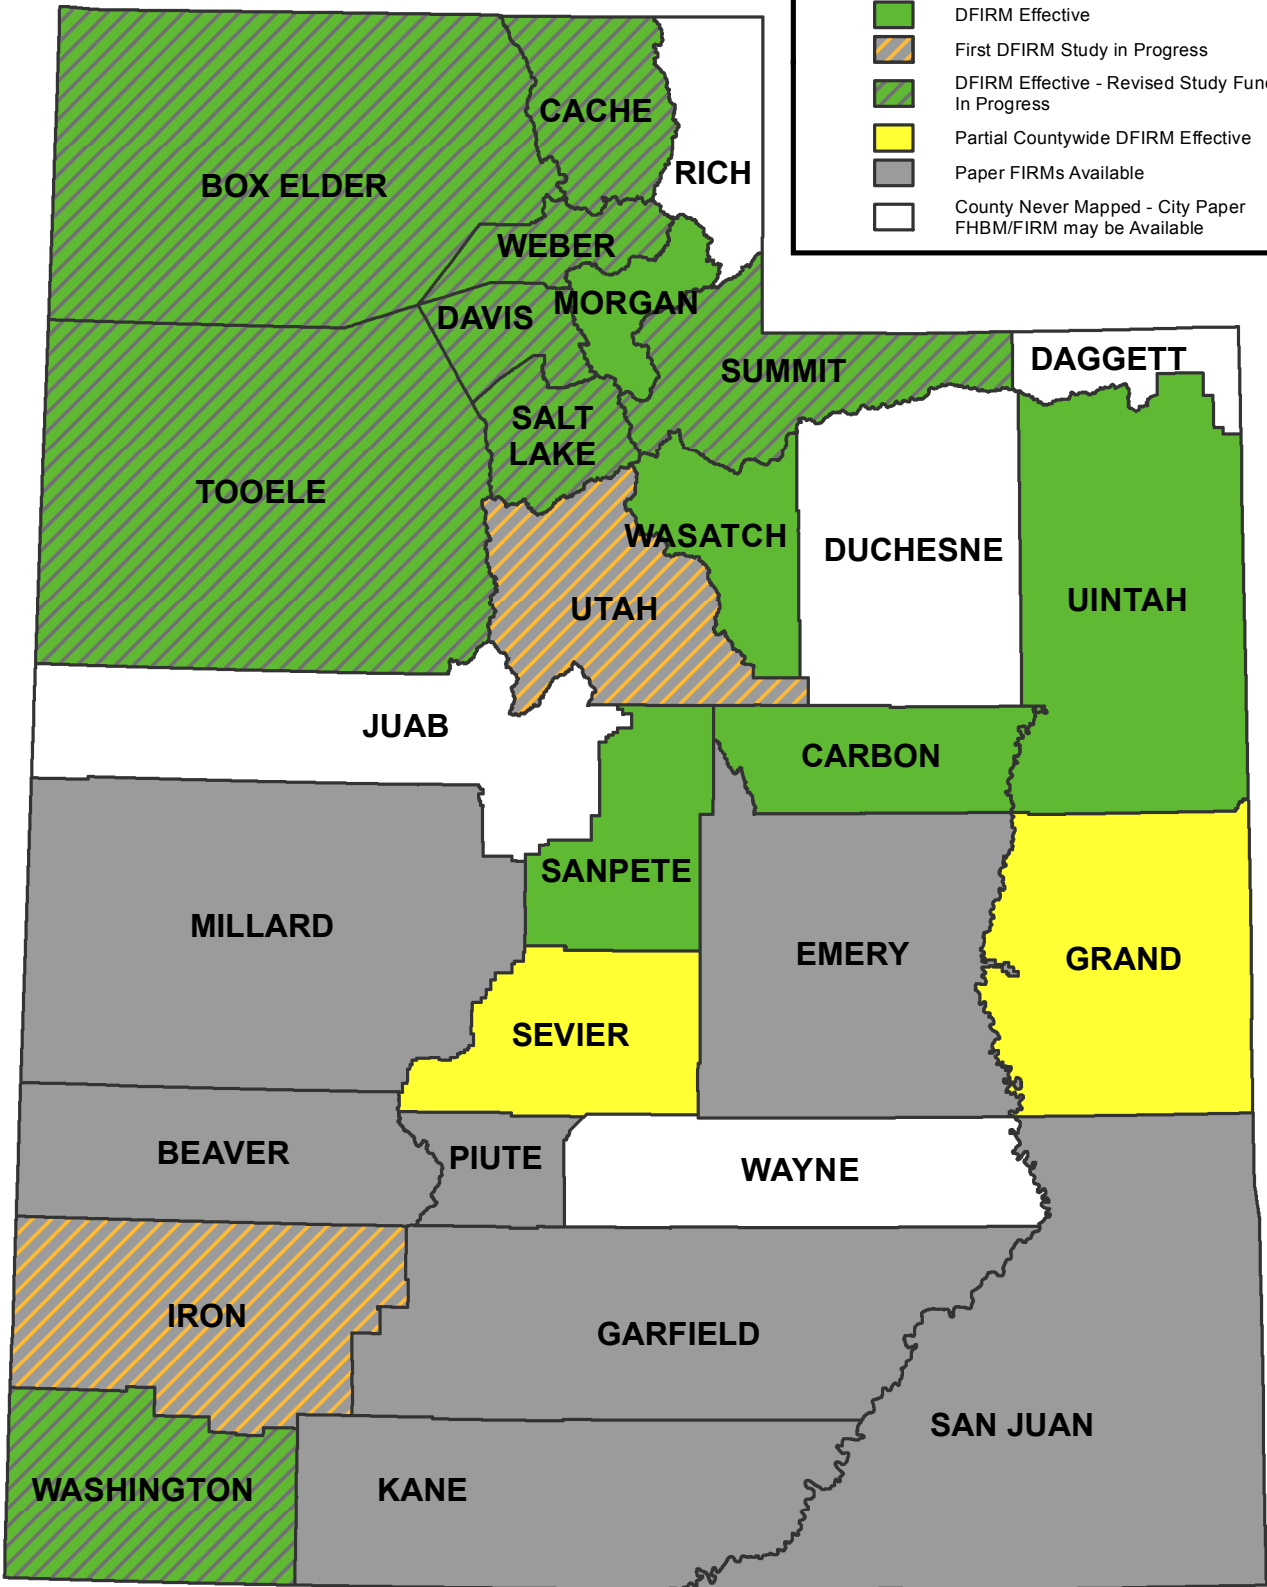 DFIRM Effective
First DFIRM Study in Progress
DFIRM Effective - Revised Study
In Progress
Partial Countywide DFIRM Effective
Paper FIRMs Available
County Never Mapped - City Paper
FHBM/FIRM may be Available
CACHE
RICH
BOX ELDER
WEBER
MORGAN
DAVIS
DAGGETT
SUMMIT
SALT
LAKE
TOOELE
WASATCH
DUCHESNE
UINTAH
UTAH
JUAB
CARBON
SANPETE
MILLARD
EMERY
GRAND
SEVIER
BEAVER
PIUTE
WAYNE
IRON
GARFIELD
SAN JUAN
WASHINGTON
KANE